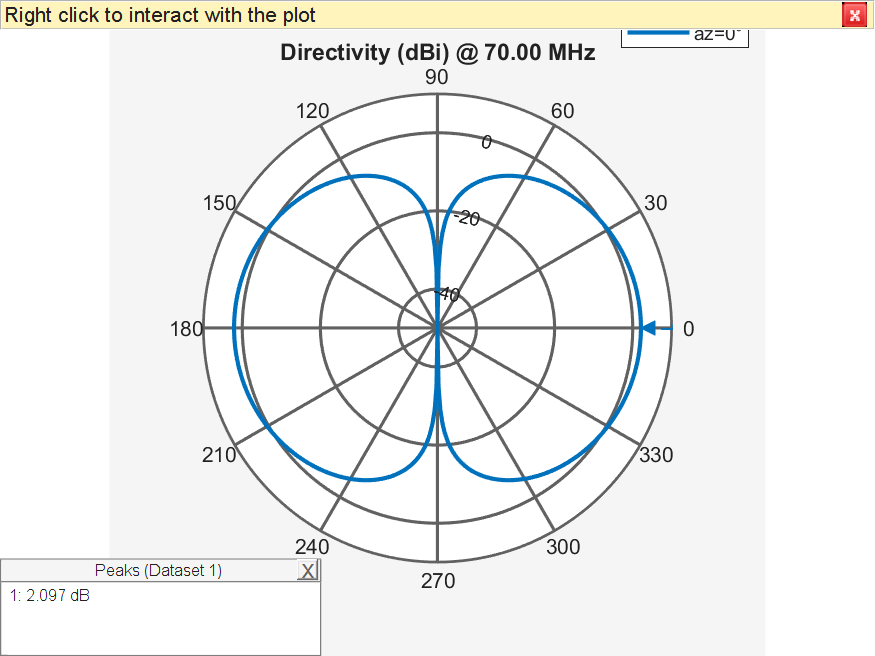 Right click to interact with the plot
az=0°
Directivity (dBi) @ 70.00 MHz
90
120
60
0
150
30
-20
-40
180
0
210
330
240
300
270
Peaks (Dataset 1)
X
1: 2.097 dB